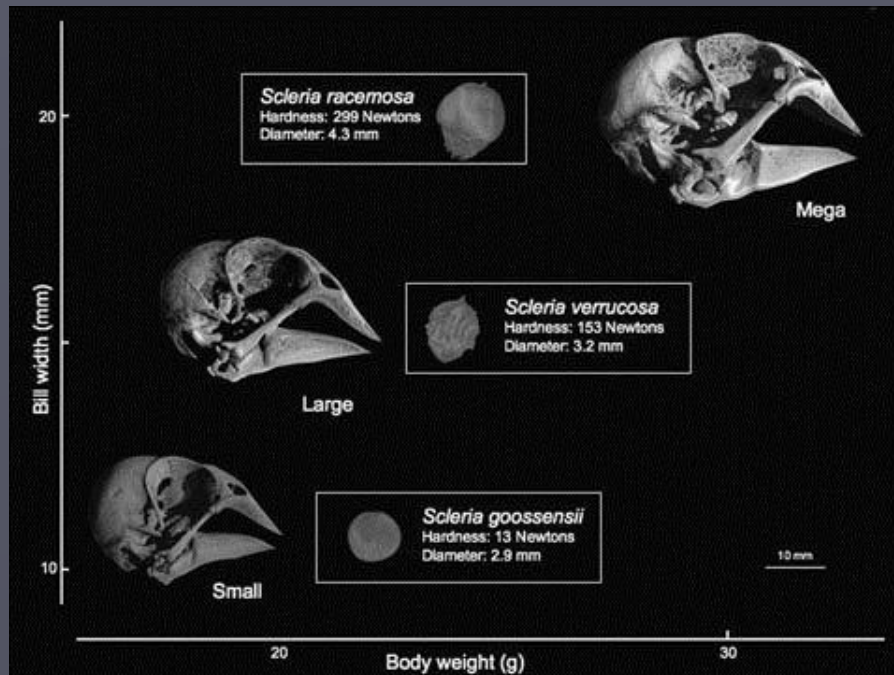 20
Scleria racemosa
Hardness: 299 Newtons
Diameter: 4.3 mm
Mega
Scleria verrucosa
Hardness: 153 Newtons
Diameter: 3.2 mm
Bill width (mm)
Large
Scleria goossensii
Hardness: 13 Newtons
Diameter: 2.9 mm
10 mm
10
Small
20
30
Body weight (g)